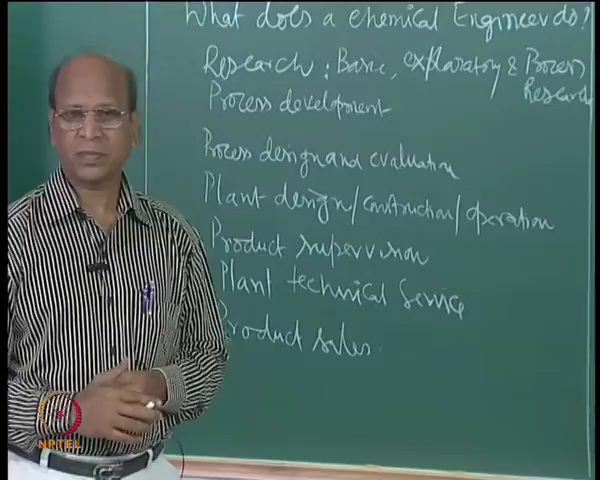 What does a chemical Engineer do?
Research : Basic, exploratory & Process
Research
Process development
Process design and evaluation
Plant design/construction/operation
Product supervision
Plant technical Service
Product sales
NPTEL